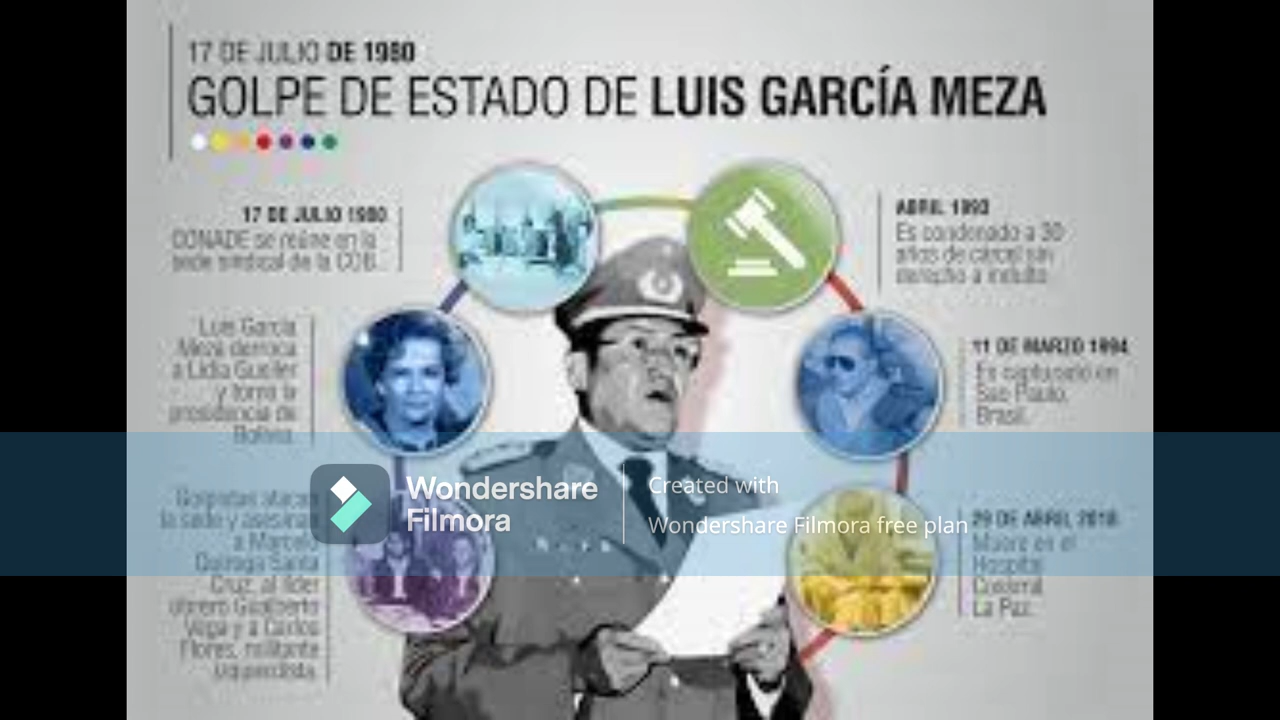 17 DE JULIO DE 1980
GOLPE DE ESTADO DE LUIS GARCÍA MEZA
17 DE JULIO 1980
CONADE se reúne en la
sede sindical de la COB...
Luis García
Meza derroca
a Lidia Gueiler
y toma la
presidencia de
Bolivia.
Golpistas atacan
la sede y asesinan
a Marcelo
Quiroga Santa
Cruz, al líder
obrero Gualberto
Vega y a Carlos
Flores, militante
izquierdista.
ABRIL 1993
Es condenado a 30
años de cárcel sin
derecho a indulto.
11 DE MARZO 1994
Es capturado en
Sao Paulo,
Brasil.
29 DE ABRIL 2018
Muere en el
Hospital
Cosmral
La Paz.
Wondershare
Filmora
Created with
Wondershare Filmora free plan